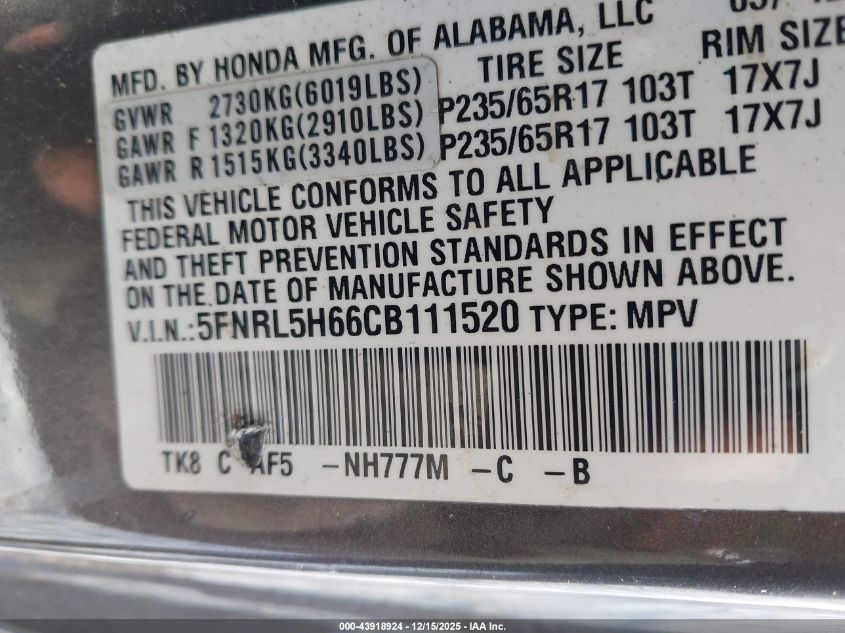 MFD. BY HONDA MFG. OF ALABAMA, LLC
TIRE SIZE RIM SIZE
GVWR 2730KG(6019LBS)
GAWR F 1320KG(2910LBS) P235/65R17 103T 17X7J
GAWR R 1515KG(3340LBS) P235/65R17 103T 17X7J
THIS VEHICLE CONFORMS TO ALL APPLICABLE
FEDERAL MOTOR VEHICLE SAFETY
AND THEFT PREVENTION STANDARDS IN EFFECT
ON THE DATE OF MANUFACTURE SHOWN ABOVE.
V.I.N.:5FNRL5H66CB111520 TYPE: MPV
TK8 C AF5 -NH777M -C -B
000-43918924 - 12/15/2025 - IAA Inc.